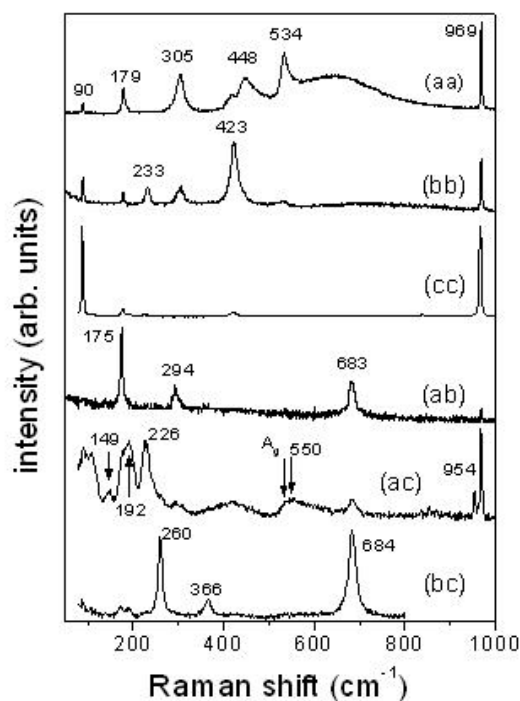 534
969
305
448
179
90
(aa)
423
233
(bb)
(cc)
175
294
683
(ab)
226
149
A_g 550
954
192
(ac)
260
684
366
(bc)
200 400 600 800 1000
Raman shift (cm⁻¹)
intensity (arb. units)